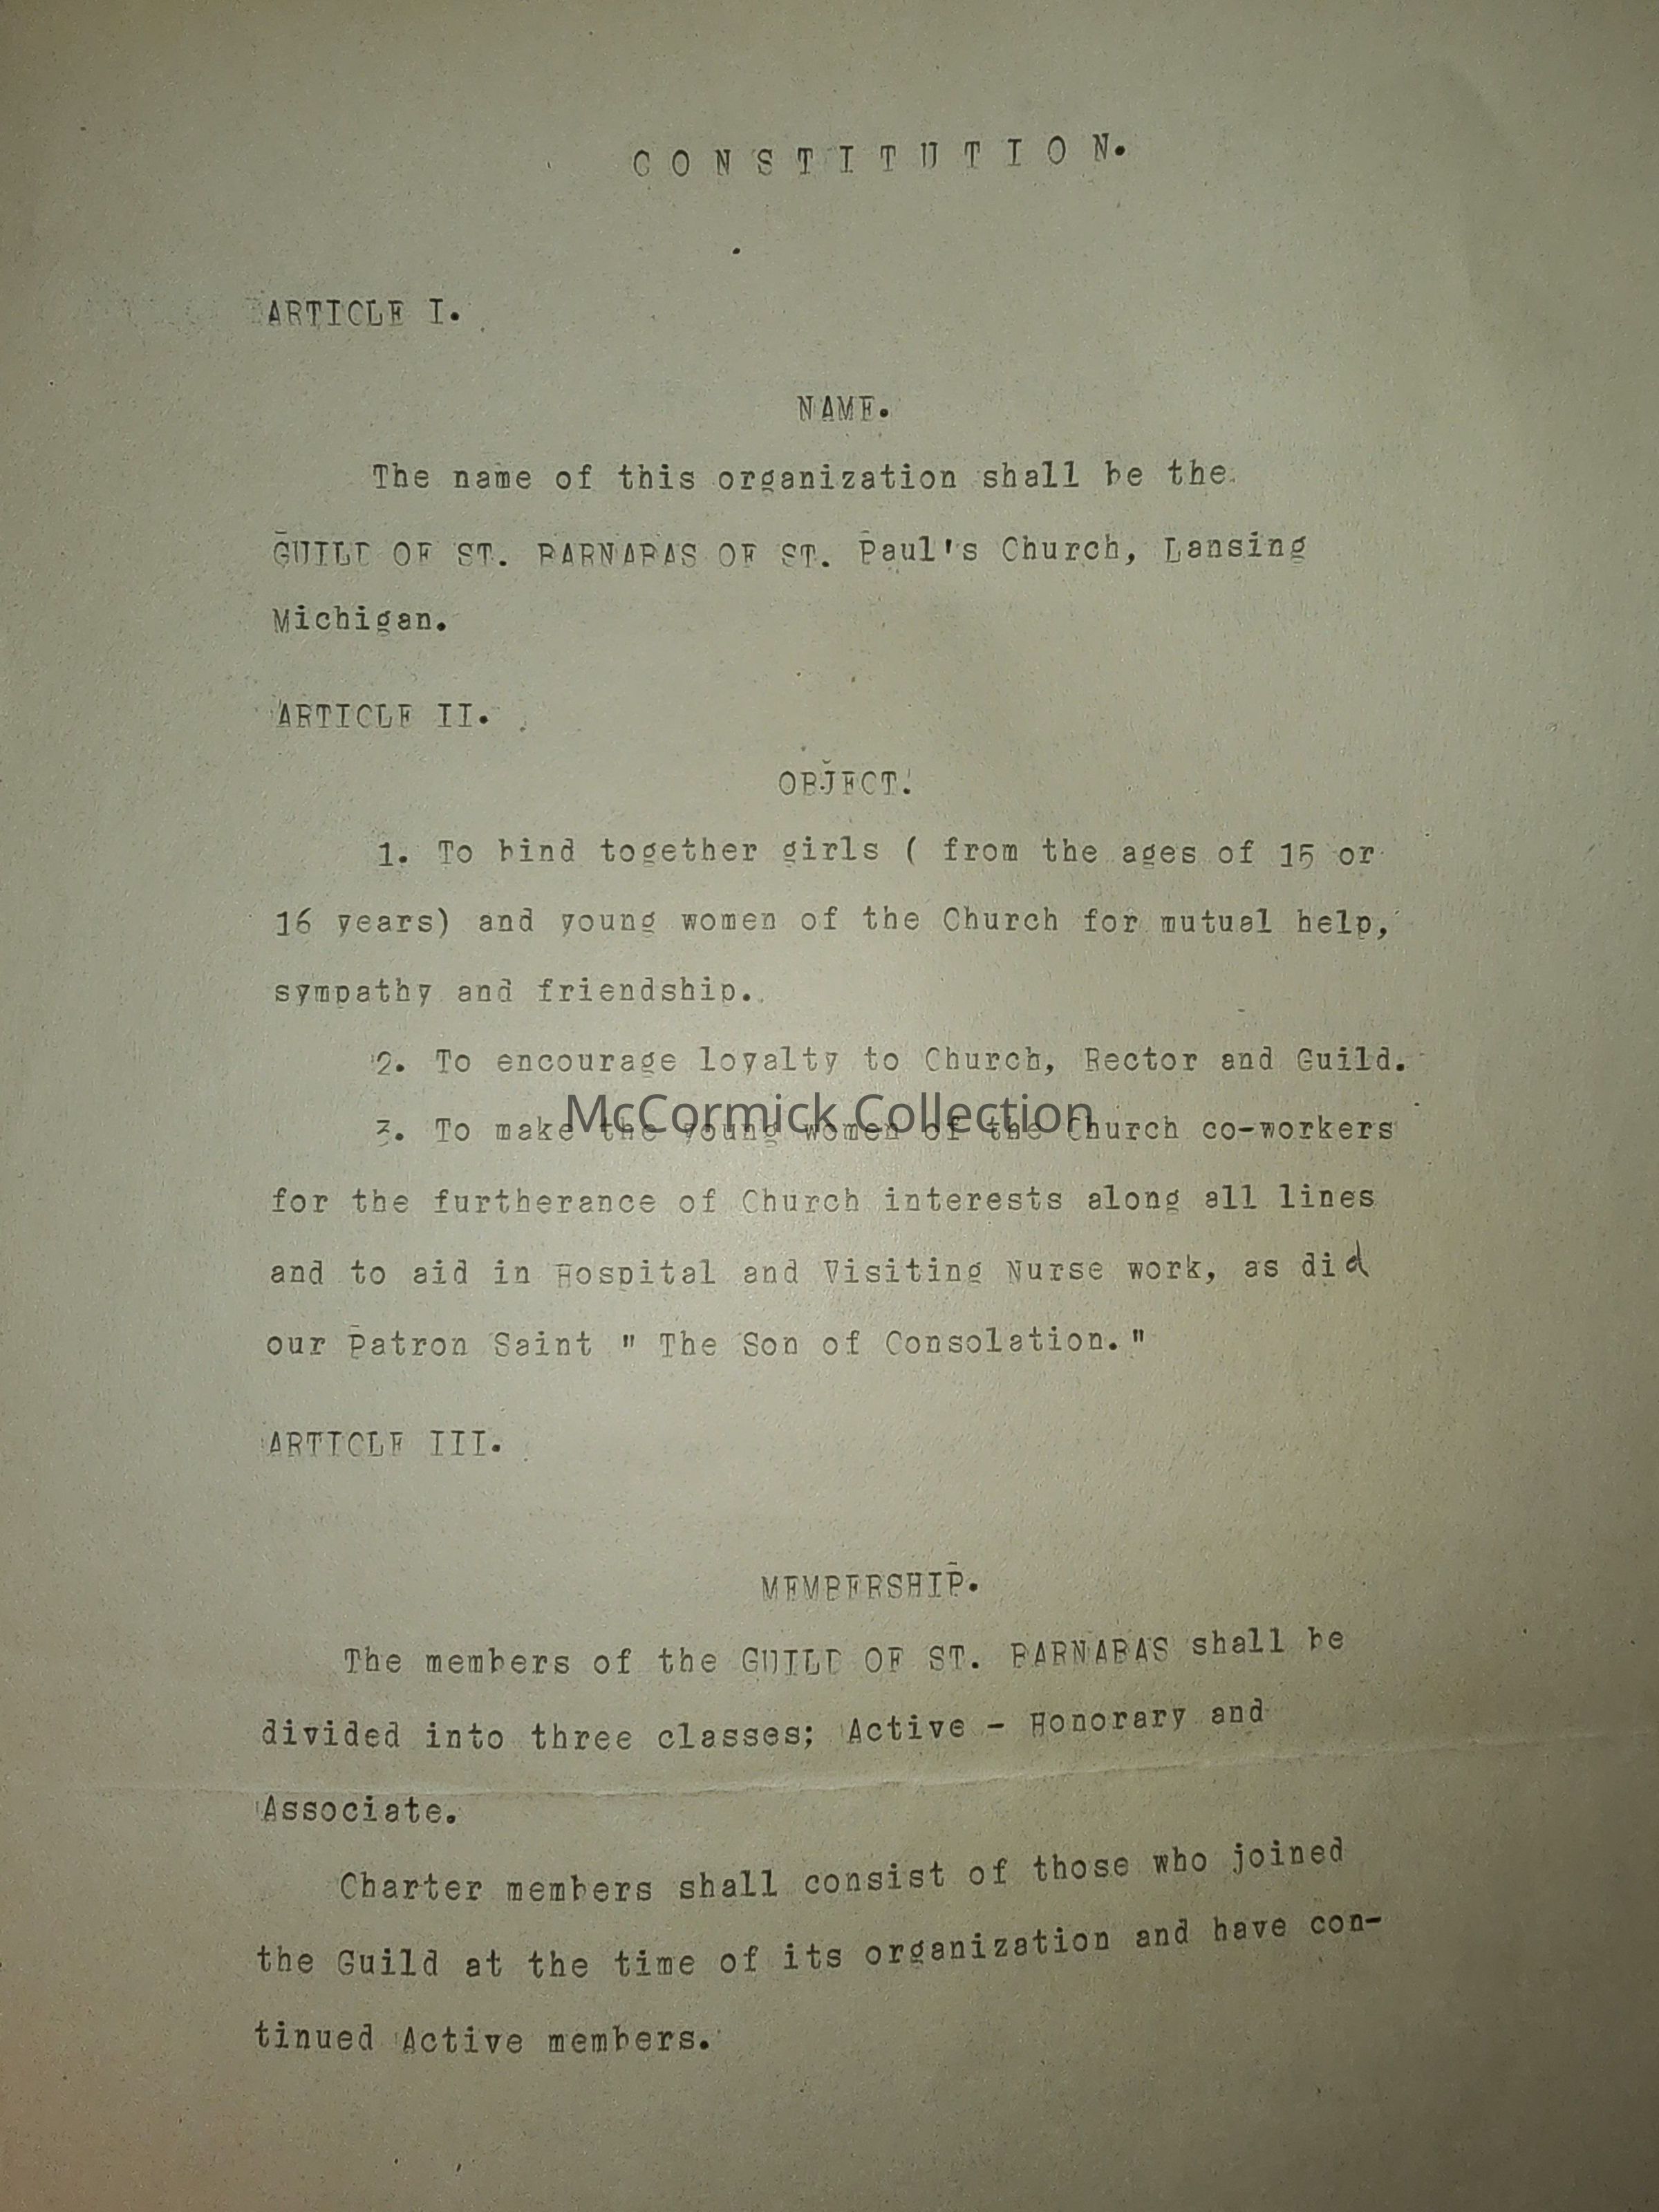 C O N S T I T U T I O N.
ARTICLE I.
NAME.
The name of this organization shall be the
GUILD OF ST. BARNABAS OF ST. Paul's Church, Lansing
Michigan.
ARTICLE II.
OBJECT.
1. To bind together girls ( from the ages of 15 or
16 years) and young women of the Church for mutual help,
sympathy and friendship.
2. To encourage loyalty to Church, Rector and Guild.
McCormick Collection
3. To make the young women of the Church co-workers
for the furtherance of Church interests along all lines
and to aid in Hospital and Visiting Nurse work, as did
our Patron Saint " The Son of Consolation."
ARTICLE III.
MEMBERSHIP.
The members of the GUILD OF ST. BARNABAS shall be
divided into three classes; Active - Honorary and
Associate.
Charter members shall consist of those who joined
the Guild at the time of its organization and have con-
tinued Active members.